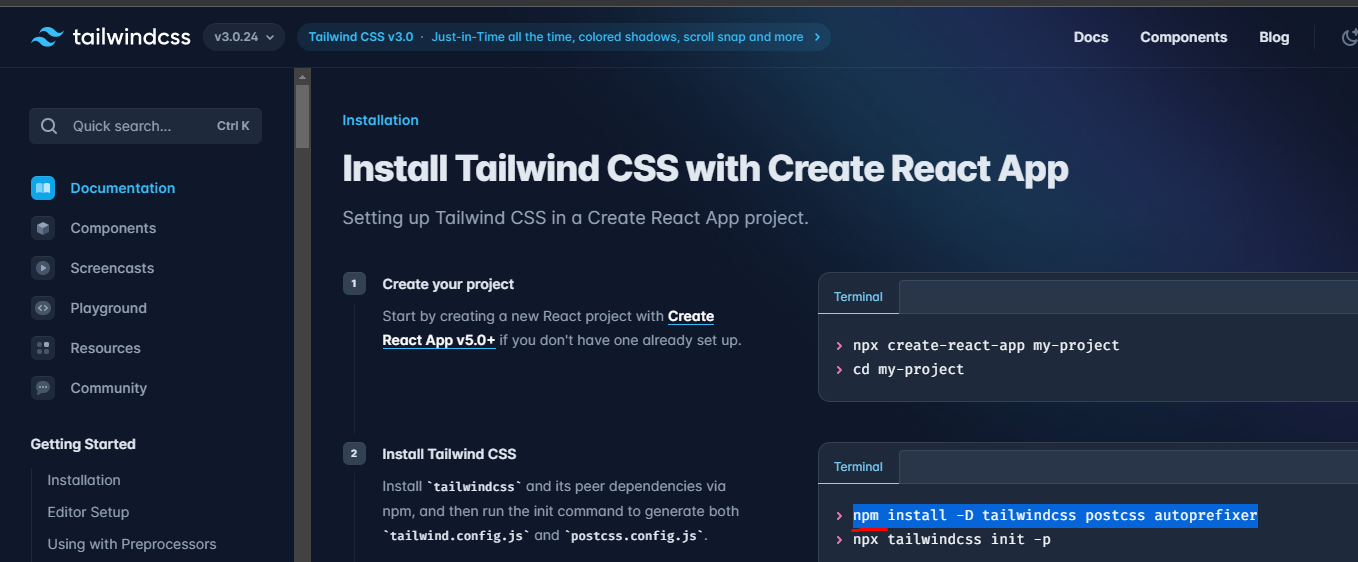 tailwindcss
v3.0.24
Tailwind CSS v3.0 · Just-in-Time all the time, colored shadows, scroll snap and more
Docs
Components
Blog
Quick search...
Ctrl K
Documentation
Components
Screencasts
Playground
Resources
Community
Getting Started
Installation
Editor Setup
Using with Preprocessors
Installation
Install Tailwind CSS with Create React App
Setting up Tailwind CSS in a Create React App project.
1
Create your project
Start by creating a new React project with Create
React App v5.0+ if you don't have one already set up.
Terminal
› npx create-react-app my-project
› cd my-project
2
Install Tailwind CSS
Install `tailwindcss` and its peer dependencies via
npm, and then run the init command to generate both
`tailwind.config.js` and `postcss.config.js`.
Terminal
› npm install -D tailwindcss postcss autoprefixer
› npx tailwindcss init -p